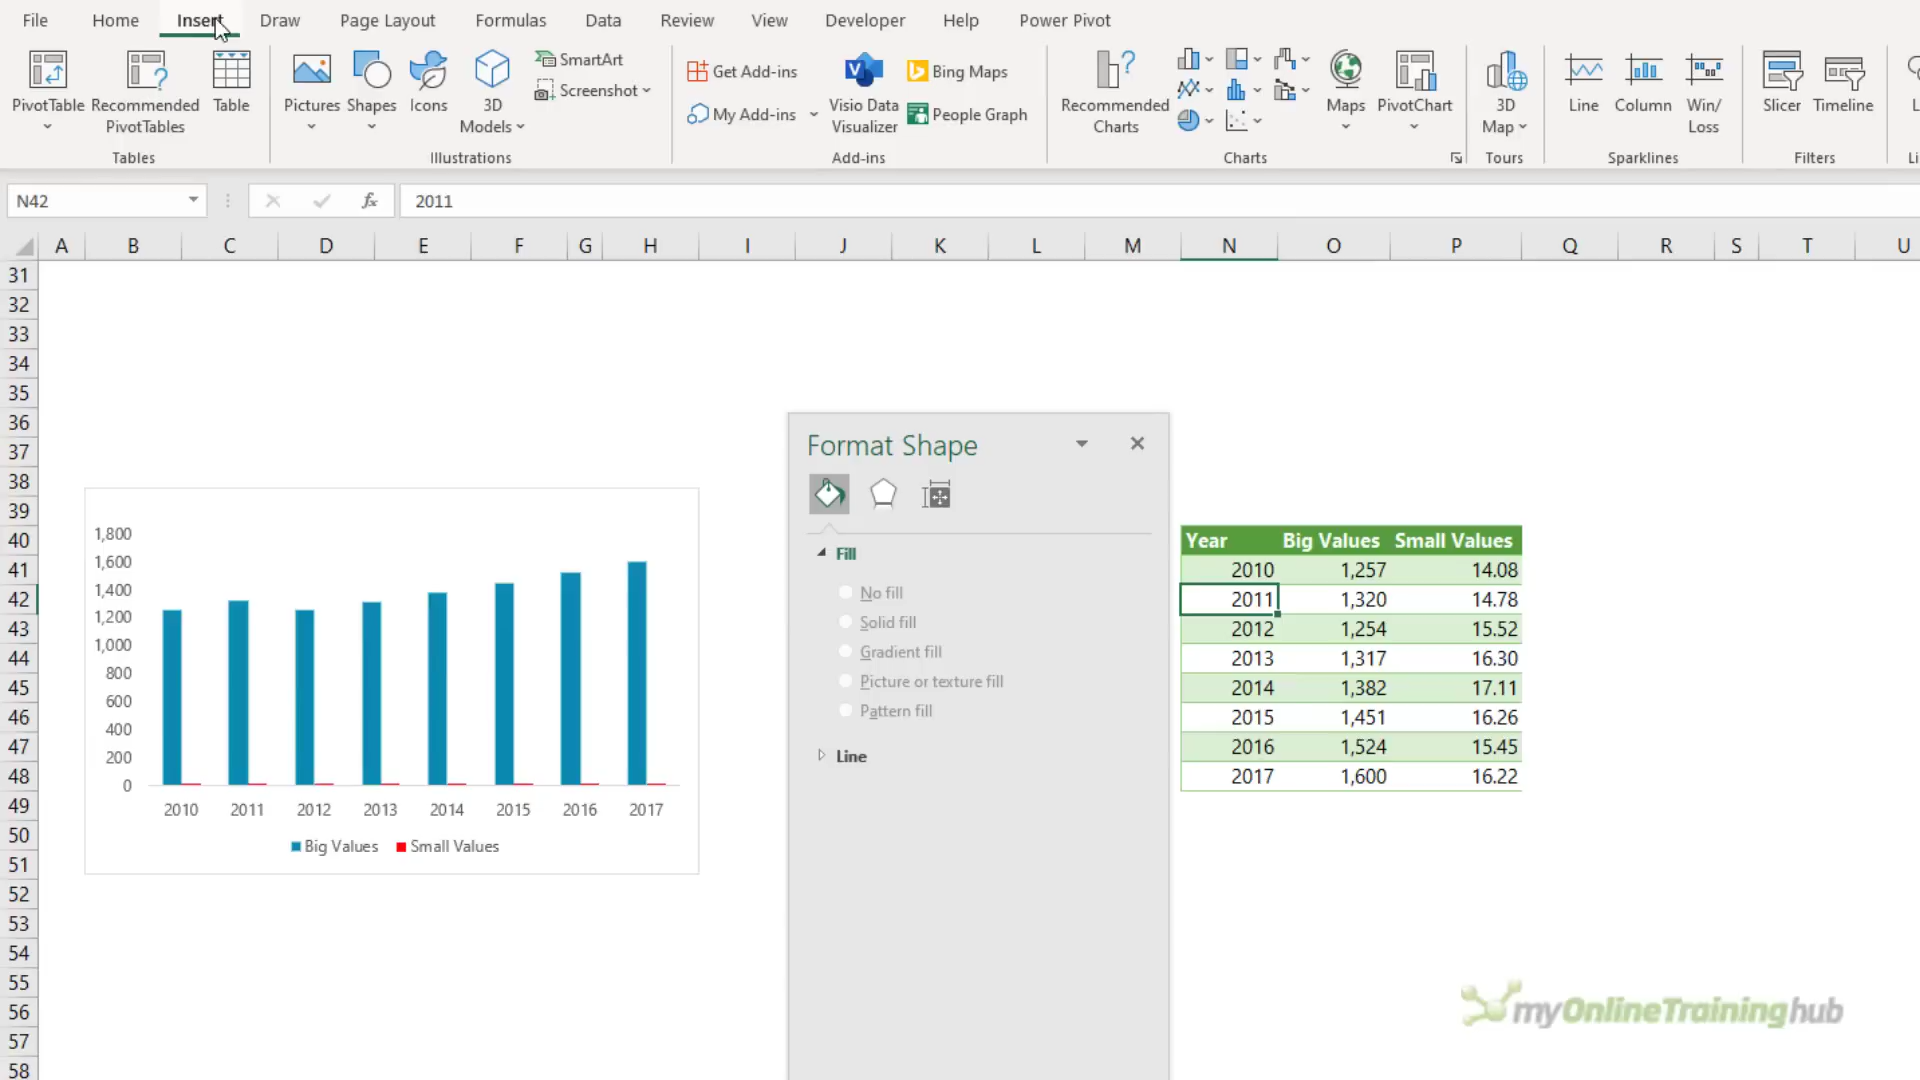 File Home Insert Draw Page Layout Formulas Data Review View Developer Help Power Pivot
PivotTable
Recommended
PivotTables
Table
Tables
Pictures
Shapes
Icons
3D
Models
SmartArt
Screenshot
Illustrations
Get Add-ins
My Add-ins
Visio Data
Visualizer
Bing Maps
People Graph
Add-ins
Recommended
Charts
Maps
PivotChart
Charts
3D
Map
Tours
Line
Column
Win/
Loss
Sparklines
Slicer
Timeline
Filters
N42
fx
2011
A B C D E F G H I J K L M N O P Q R S T U
31
32
33
34
35
36
37
38
39
40
41
42
43
44
45
46
47
48
49
50
51
52
53
54
55
56
57
58
1,800
1,600
1,400
1,200
1,000
800
600
400
200
0
2010 2011 2012 2013 2014 2015 2016 2017
Big Values Small Values
Format Shape
Fill
No fill
Solid fill
Gradient fill
Picture or texture fill
Pattern fill
Line
Year Big Values Small Values
2010 1,257 14.08
2011 1,320 14.78
2012 1,254 15.52
2013 1,317 16.30
2014 1,382 17.11
2015 1,451 16.26
2016 1,524 15.45
2017 1,600 16.22
myOnlineTraininghub